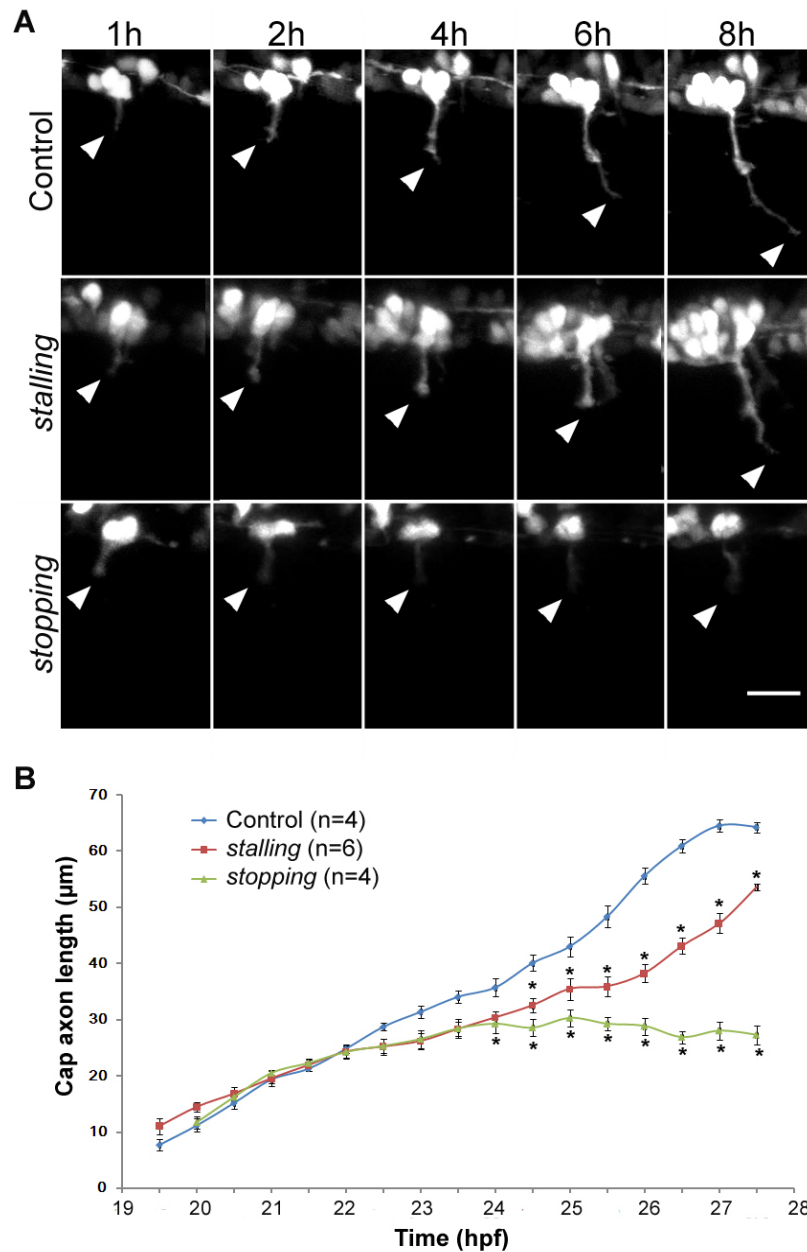 A
1h 2h 4h 6h 8h
Control
stalling
stopping
B
70
60
50
40
30
20
10
0
Cap axon length (µm)
Control (n=4)
stalling (n=6)
stopping (n=4)
* * * * * * *
* * * * * * * *
19 20 21 22 23 24 25 26 27 28
Time (hpf)